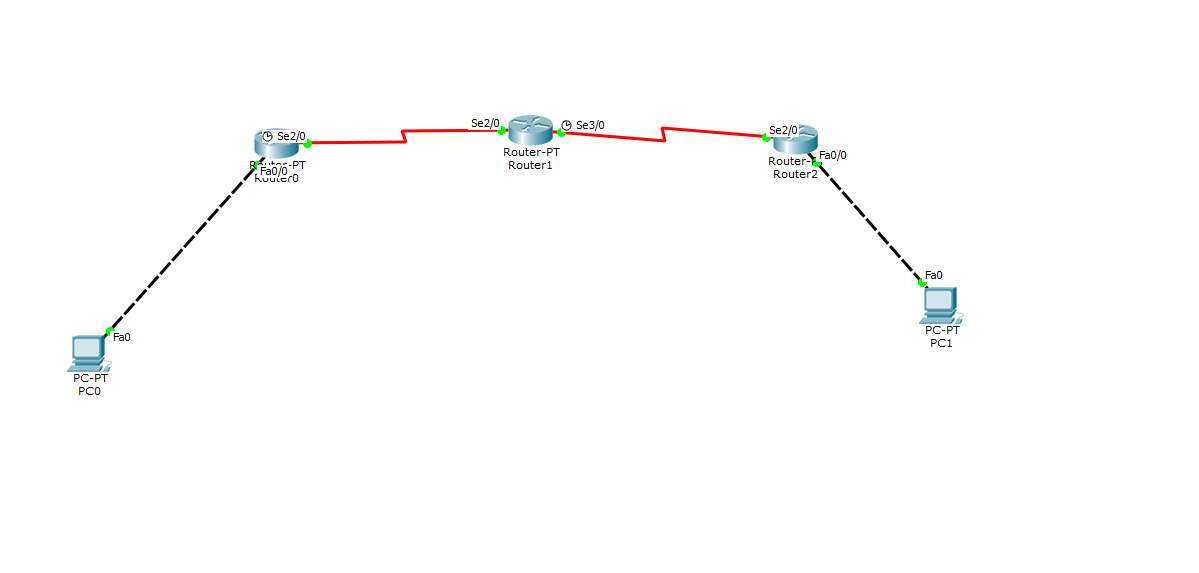 Se2/0
Fa0/0
Router0
Se2/0
Router-PT
Router1
Se3/0
Se2/0
Router2
Fa0/0
Fa0
PC-PT
PC0
Fa0
PC-PT
PC1